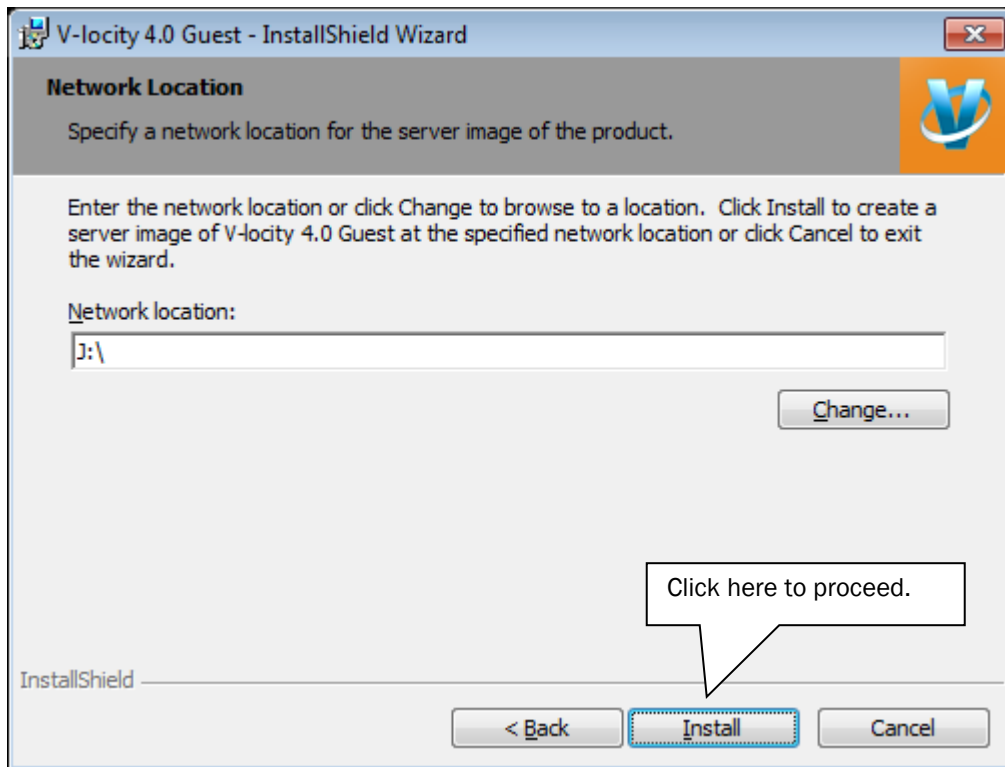 V-locity 4.0 Guest - InstallShield Wizard
Network Location
Specify a network location for the server image of the product.
Enter the network location or click Change to browse to a location.  Click Install to create a
server image of V-locity 4.0 Guest at the specified network location or click Cancel to exit
the wizard.
Network location:
J:\
Change...
Click here to proceed.
InstallShield
< Back
Install
Cancel